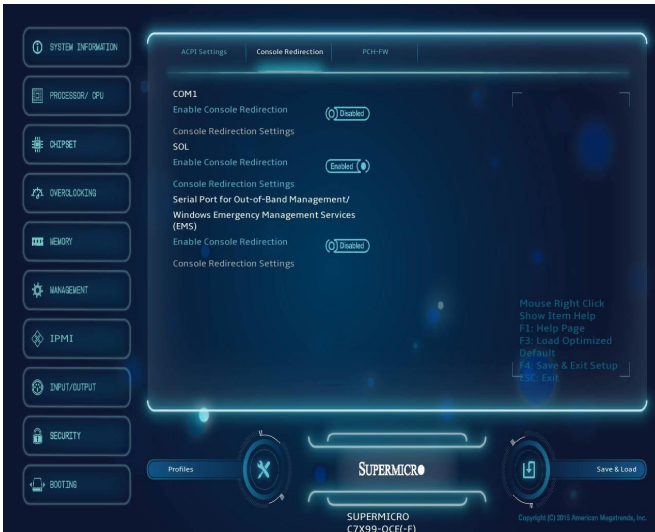 SYSTEM INFORMATION
PROCESSOR/ CPU
CHIPSET
OVERCLOCKING
MEMORY
MANAGEMENT
IPMI
INPUT/OUTPUT
SECURITY
BOOTING
ACPI Settings
Console Redirection
PCH-FW
COM1
Enable Console Redirection
Disabled
Console Redirection Settings
SOL
Enable Console Redirection
Enabled
Console Redirection Settings
Serial Port for Out-of-Band Management/
Windows Emergency Management Services
(EMS)
Enable Console Redirection
Disabled
Console Redirection Settings
Mouse Right Click
Show Item Help
F1: Help Page
F3: Load Optimized
Default
F4: Save & Exit Setup
ESC: Exit
Profiles
SUPERMICRO
Save & Load
SUPERMICRO
C7X99-OCE(-F)
Copyright (C) 2015 American Megatrends, Inc.